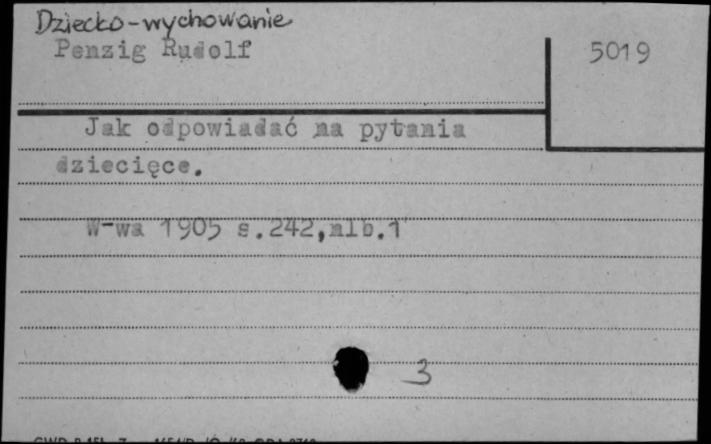 Dziecko-wychowanie
Penzig Rudolf
5019
Jak odpowiadać na pytania
dziecięce.
W-wa 1905 s.242,nlb.1
3